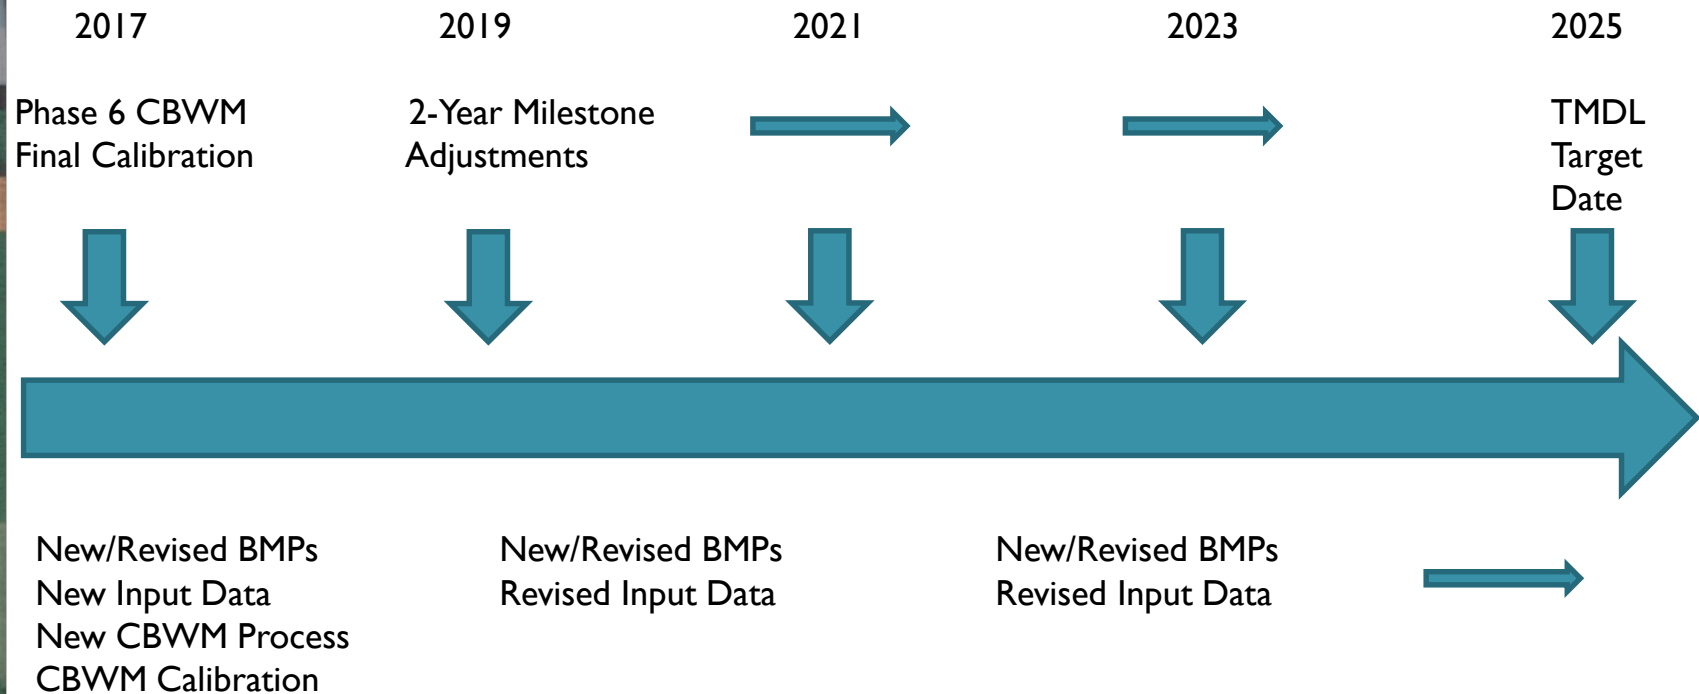 2017 2019 2021 2023 2025
Phase 6 CBWM
Final Calibration
2-Year Milestone
Adjustments
TMDL
Target
Date
New/Revised BMPs
New Input Data
New CBWM Process
CBWM Calibration
New/Revised BMPs
Revised Input Data
New/Revised BMPs
Revised Input Data